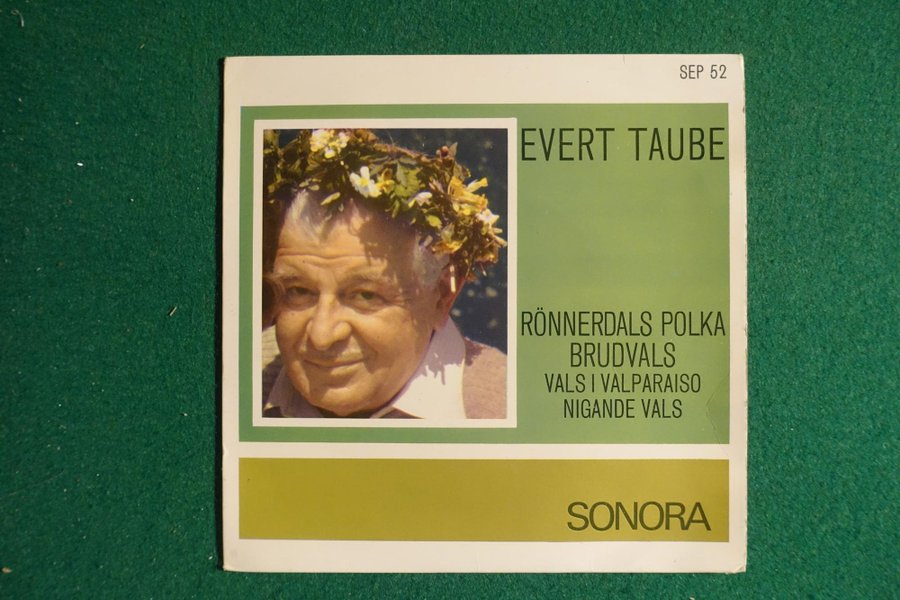 SEP 52
EVERT TAUBE
RÖNNERDALS POLKA
BRUDVALS
VALS I VALPARAISO
NIGANDE VALS
SONORA